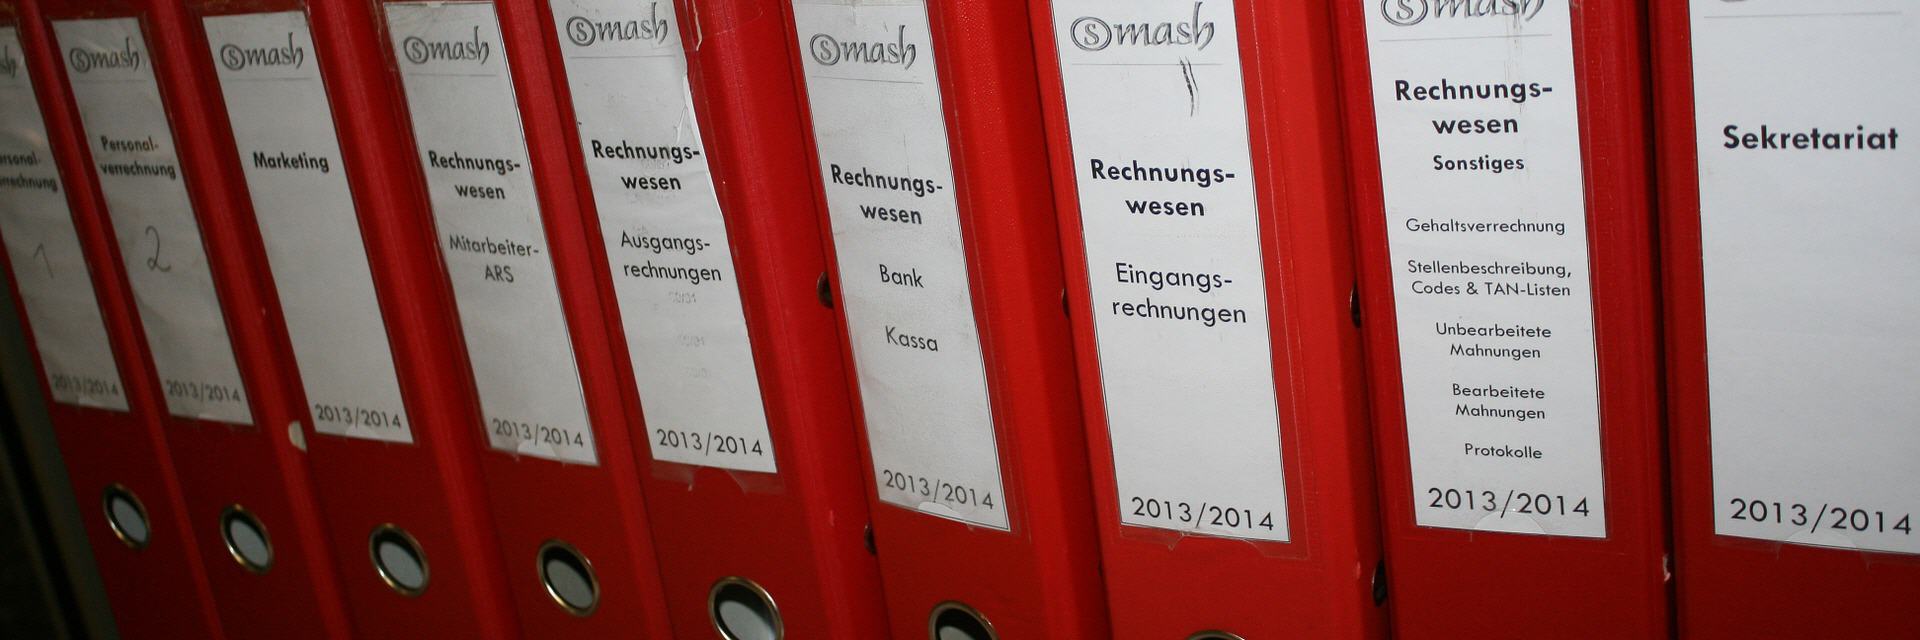 smash
Personal-
verrechnung
1
2013/2014
smash
Personal-
verrechnung
2
2013/2014
smash
Marketing
2013/2014
smash
Rechnungs-
wesen
Mitarbeiter-
ARS
2013/2014
smash
Rechnungs-
wesen
Ausgangs-
rechnungen
2013/2014
smash
Rechnungs-
wesen
Bank
Kassa
2013/2014
smash
Rechnungs-
wesen
Eingangs-
rechnungen
2013/2014
smash
Rechnungs-
wesen
Sonstiges
Gehaltsverrechnung
Stellenbeschreibung,
Codes & TAN-Listen
Unbearbeitete
Mahnungen
Bearbeitete
Mahnungen
Protokolle
2013/2014
Sekretariat
2013/2014